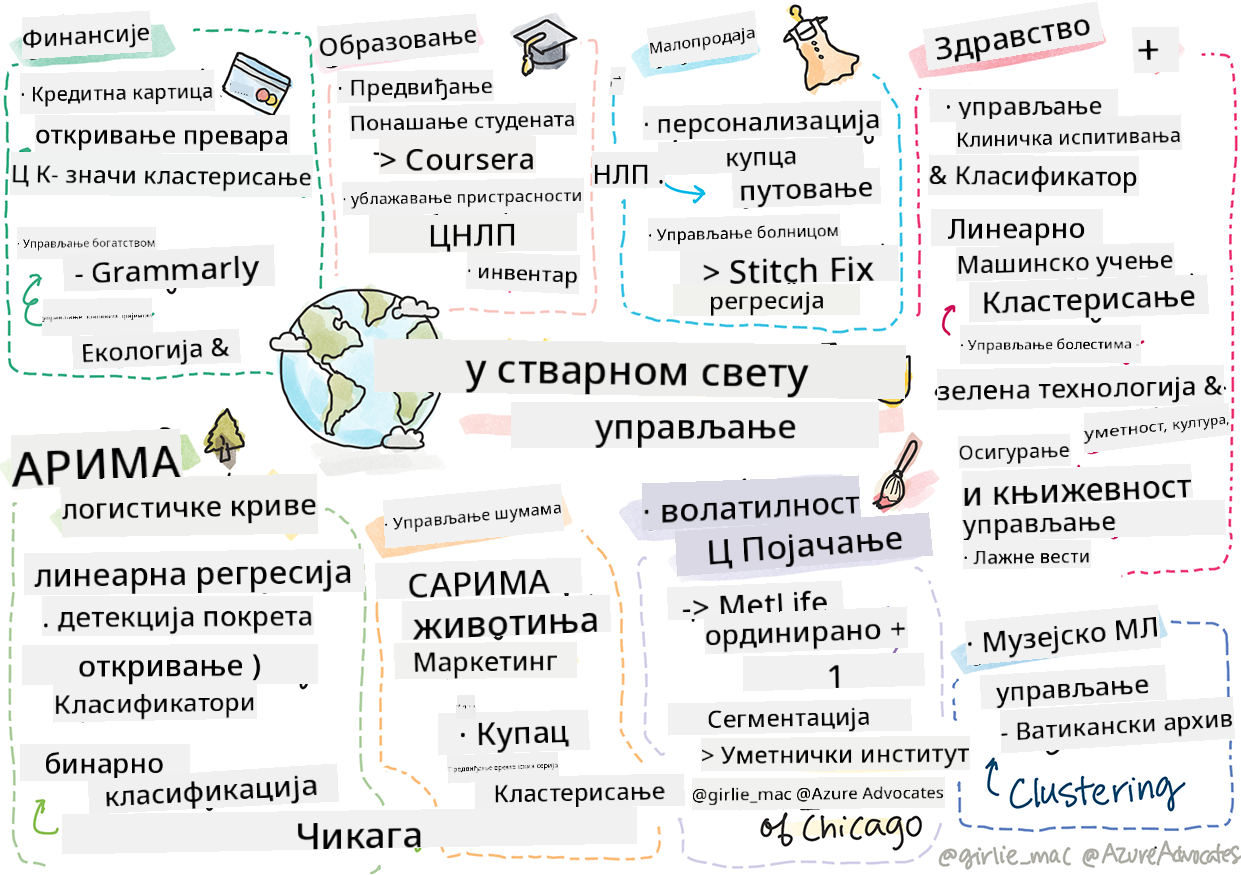 Финансије
· Кредитна картица
откривање превара
Ц К- значи кластерисање
· Управљање богатством
- Grammarly
Екологија &
Образовање
· Предвиђање
Понашање студената
> Coursera
· ублажавање пристрасности
ЦНЛП
· инвентар
Малопродаја
· персонализација
купца
НЛП .
путовање
· Управљање болницом
> Stitch Fix
регресија
Здравство +
· управљање
Клиничка испитивања
& Класификатор
Линеарно
Машинско учење
Кластерисање
· Управљање болестима -
зелена технологија &
уметност, култура,
Осигурање
и књижевност
управљање
· Лажне вести
у стварном свету
управљање
АРИМА
логистичке криве
линеарна регресија
. детекција покрета
откривање )
Класификатори
бинарно
класификација
Чикага
· Управљање шумама
САРИМА
животиња
Маркетинг
· Купац
Кластерисање
· волатилност
Ц Појачање
-> MetLife
ординирано +
1
Сегментација
> Уметнички институт
@girlie_mac @Azure Advocates
of Chicago
· Музејско МЛ
управљање
- Ватикански архив
Clustering
@girlie_mac @AzureAdvocates